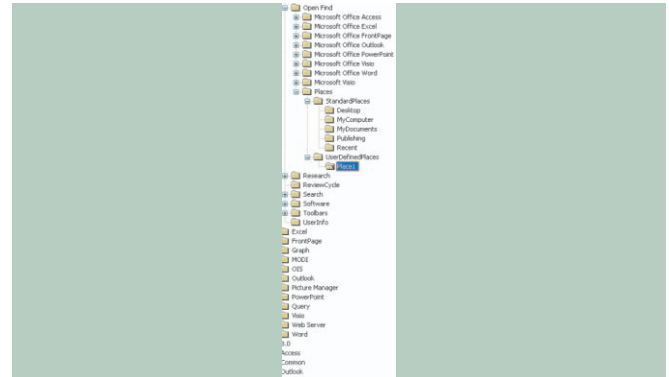 Open Find
Microsoft Office Access
Microsoft Office Excel
Microsoft Office FrontPage
Microsoft Office Outlook
Microsoft Office PowerPoint
Microsoft Office Visio
Microsoft Office Word
Microsoft Visio
Places
StandardPlaces
Desktop
MyComputer
MyDocuments
Publishing
Recent
UserDefinedPlaces
Place1
Research
ReviewCycle
Search
Software
Toolbars
UserInfo
Excel
FrontPage
Graph
MODI
OIS
Outlook
Picture Manager
PowerPoint
Query
Visio
Web Server
Word
.0
Access
Common
Outlook